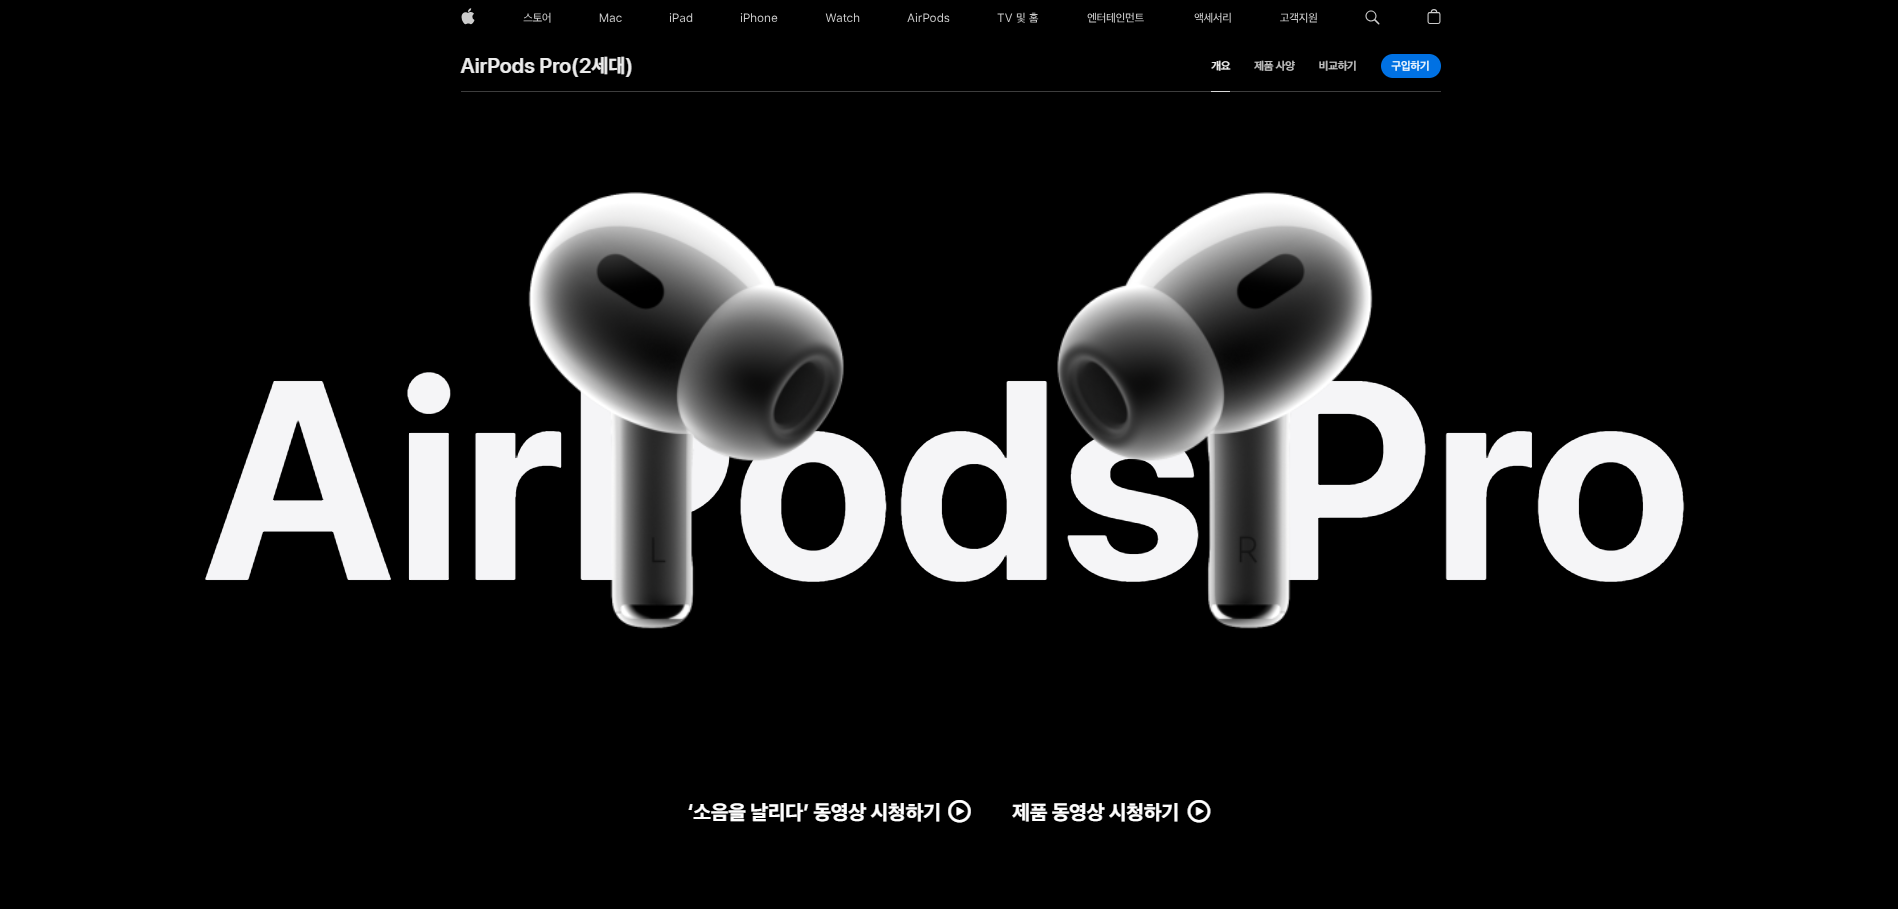 스토어 Mac iPad iPhone Watch AirPods TV 및 홈 엔터테인먼트 액세서리 고객지원
AirPods Pro(2세대) 개요 제품 사양 비교하기 구입하기
AirPods Pro
L R
‘소음을 날리다’ 동영상 시청하기 제품 동영상 시청하기